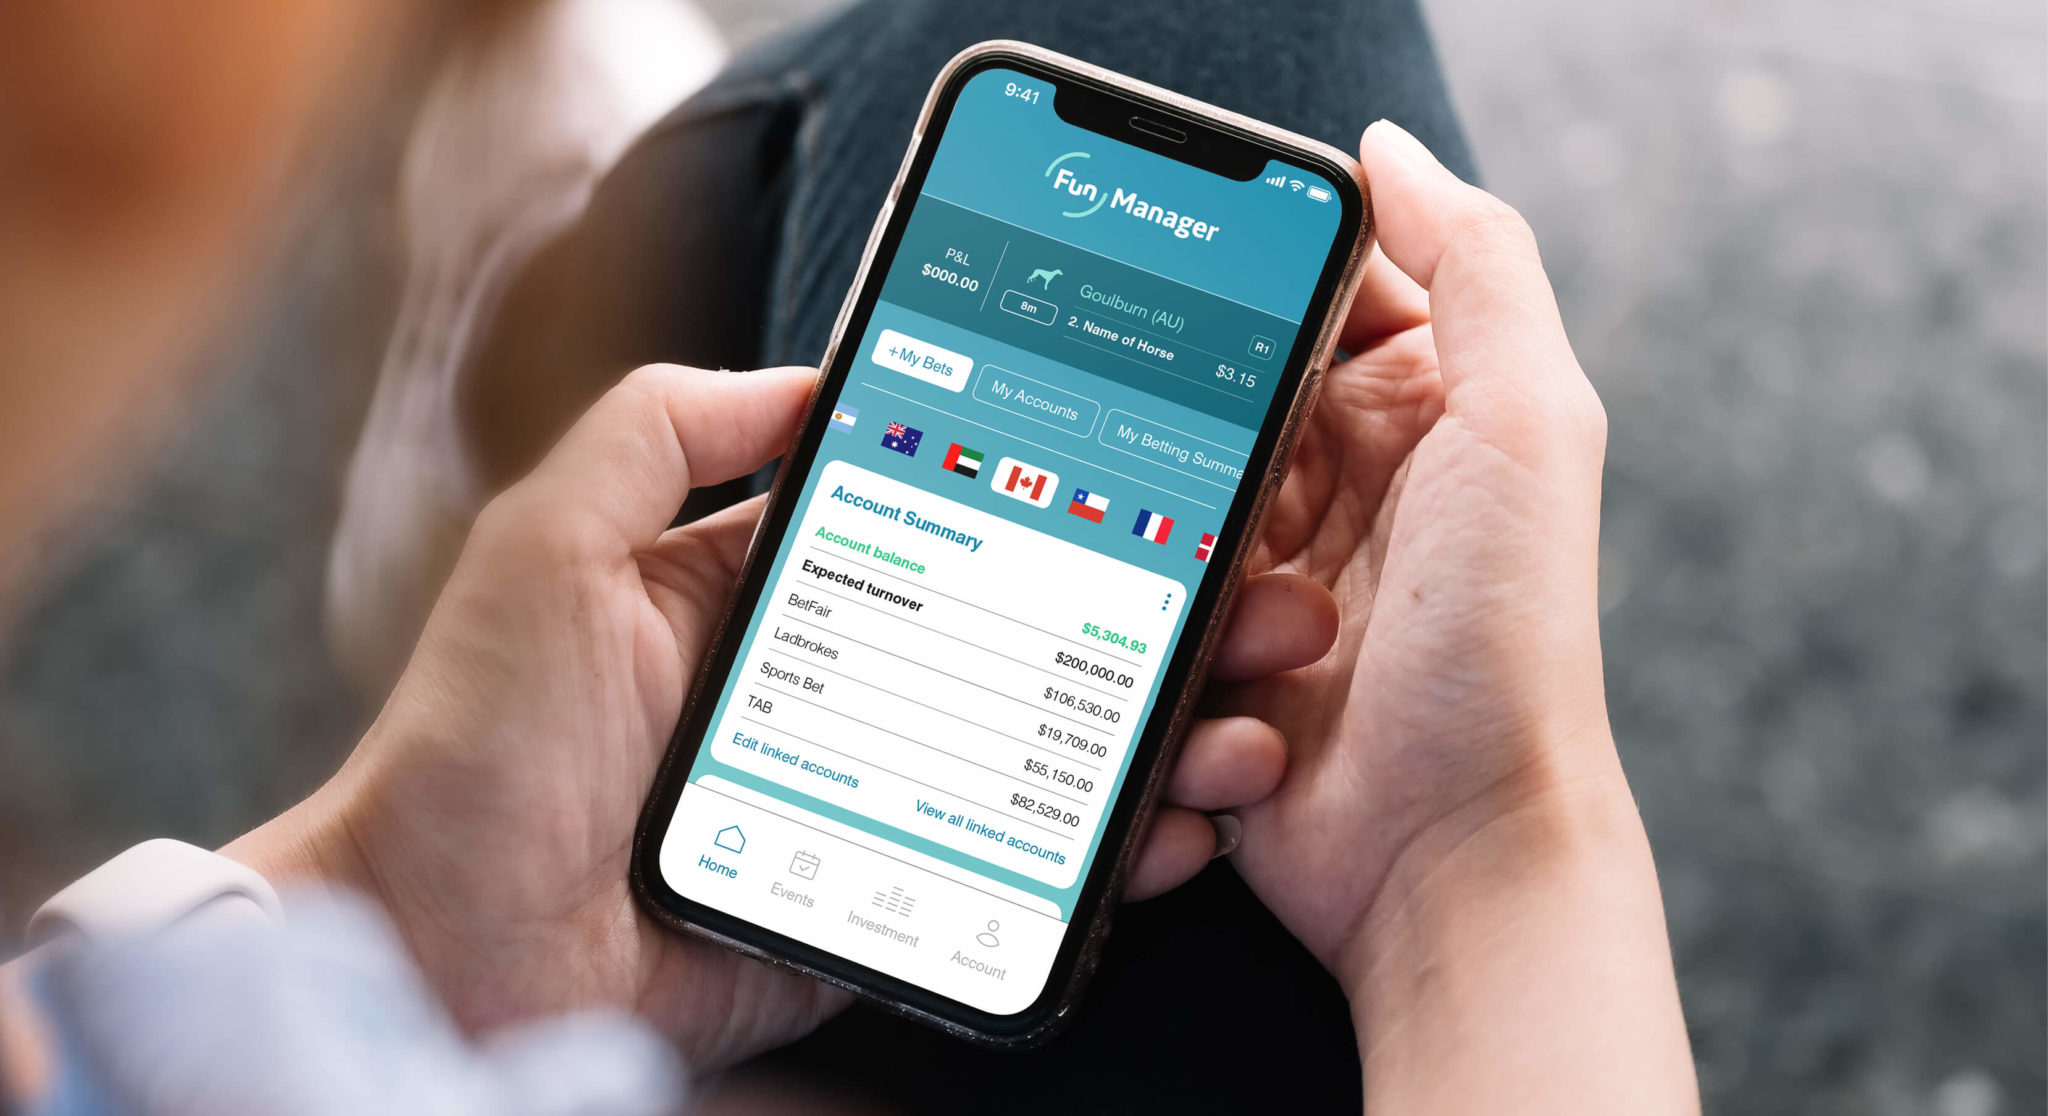 9:41
Fun Manager
P&L
$000.00
8m
Goulburn (AU)
2. Name of Horse
R1
$3.15
+My Bets
My Accounts
My Betting Summa
Account Summary
Account balance $5,304.93
Expected turnover $200,000.00
BetFair $106,530.00
Ladbrokes $19,709.00
Sports Bet $55,150.00
TAB $82,529.00
Edit linked accounts
View all linked accounts
Home
Events
Investment
Account